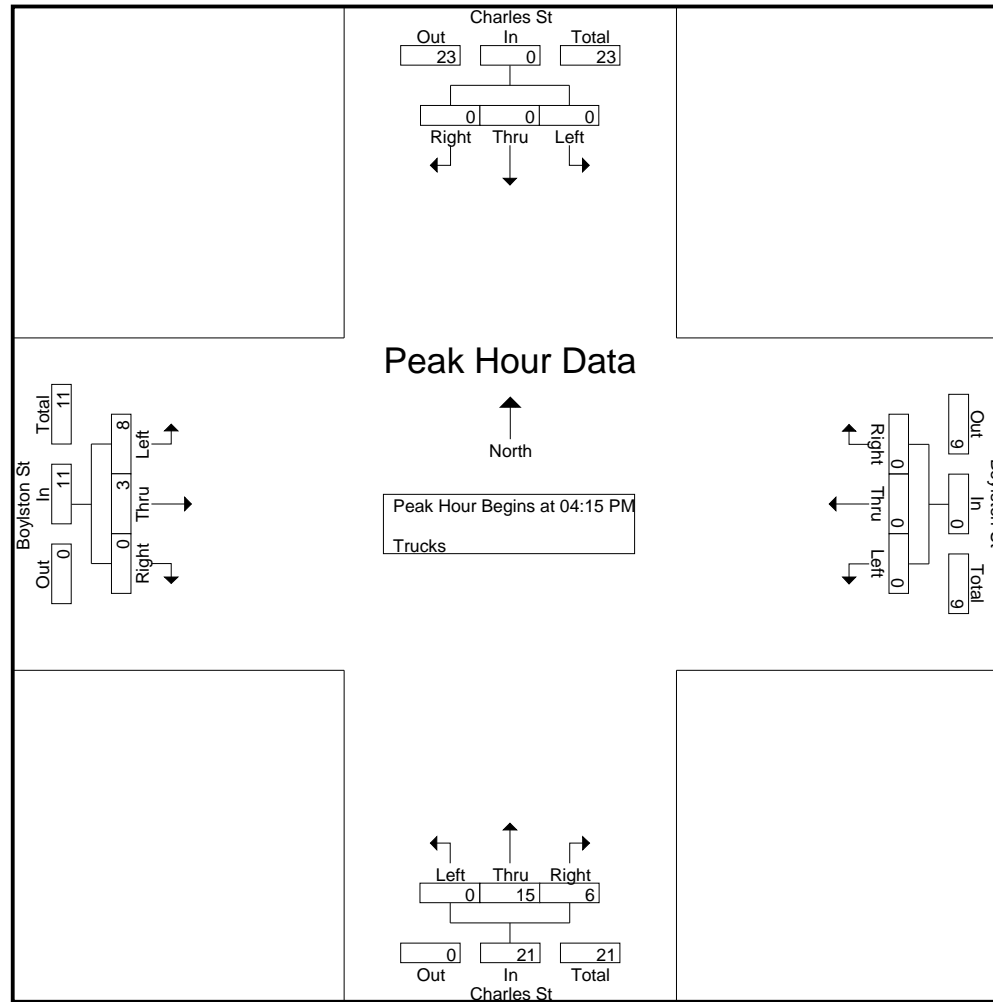 Charles St
Out In Total
23 0 23
0 0 0
Right Thru Left
Peak Hour Data
North
Peak Hour Begins at 04:15 PM
Trucks
Boylston St
Total In Out
11 11 0
8 3 0
Left Thru Right
Out In Total
9 0 9
Right Thru Left
0 0 0
Left Thru Right
0 15 6
0 21 21
Out In Total
Charles St